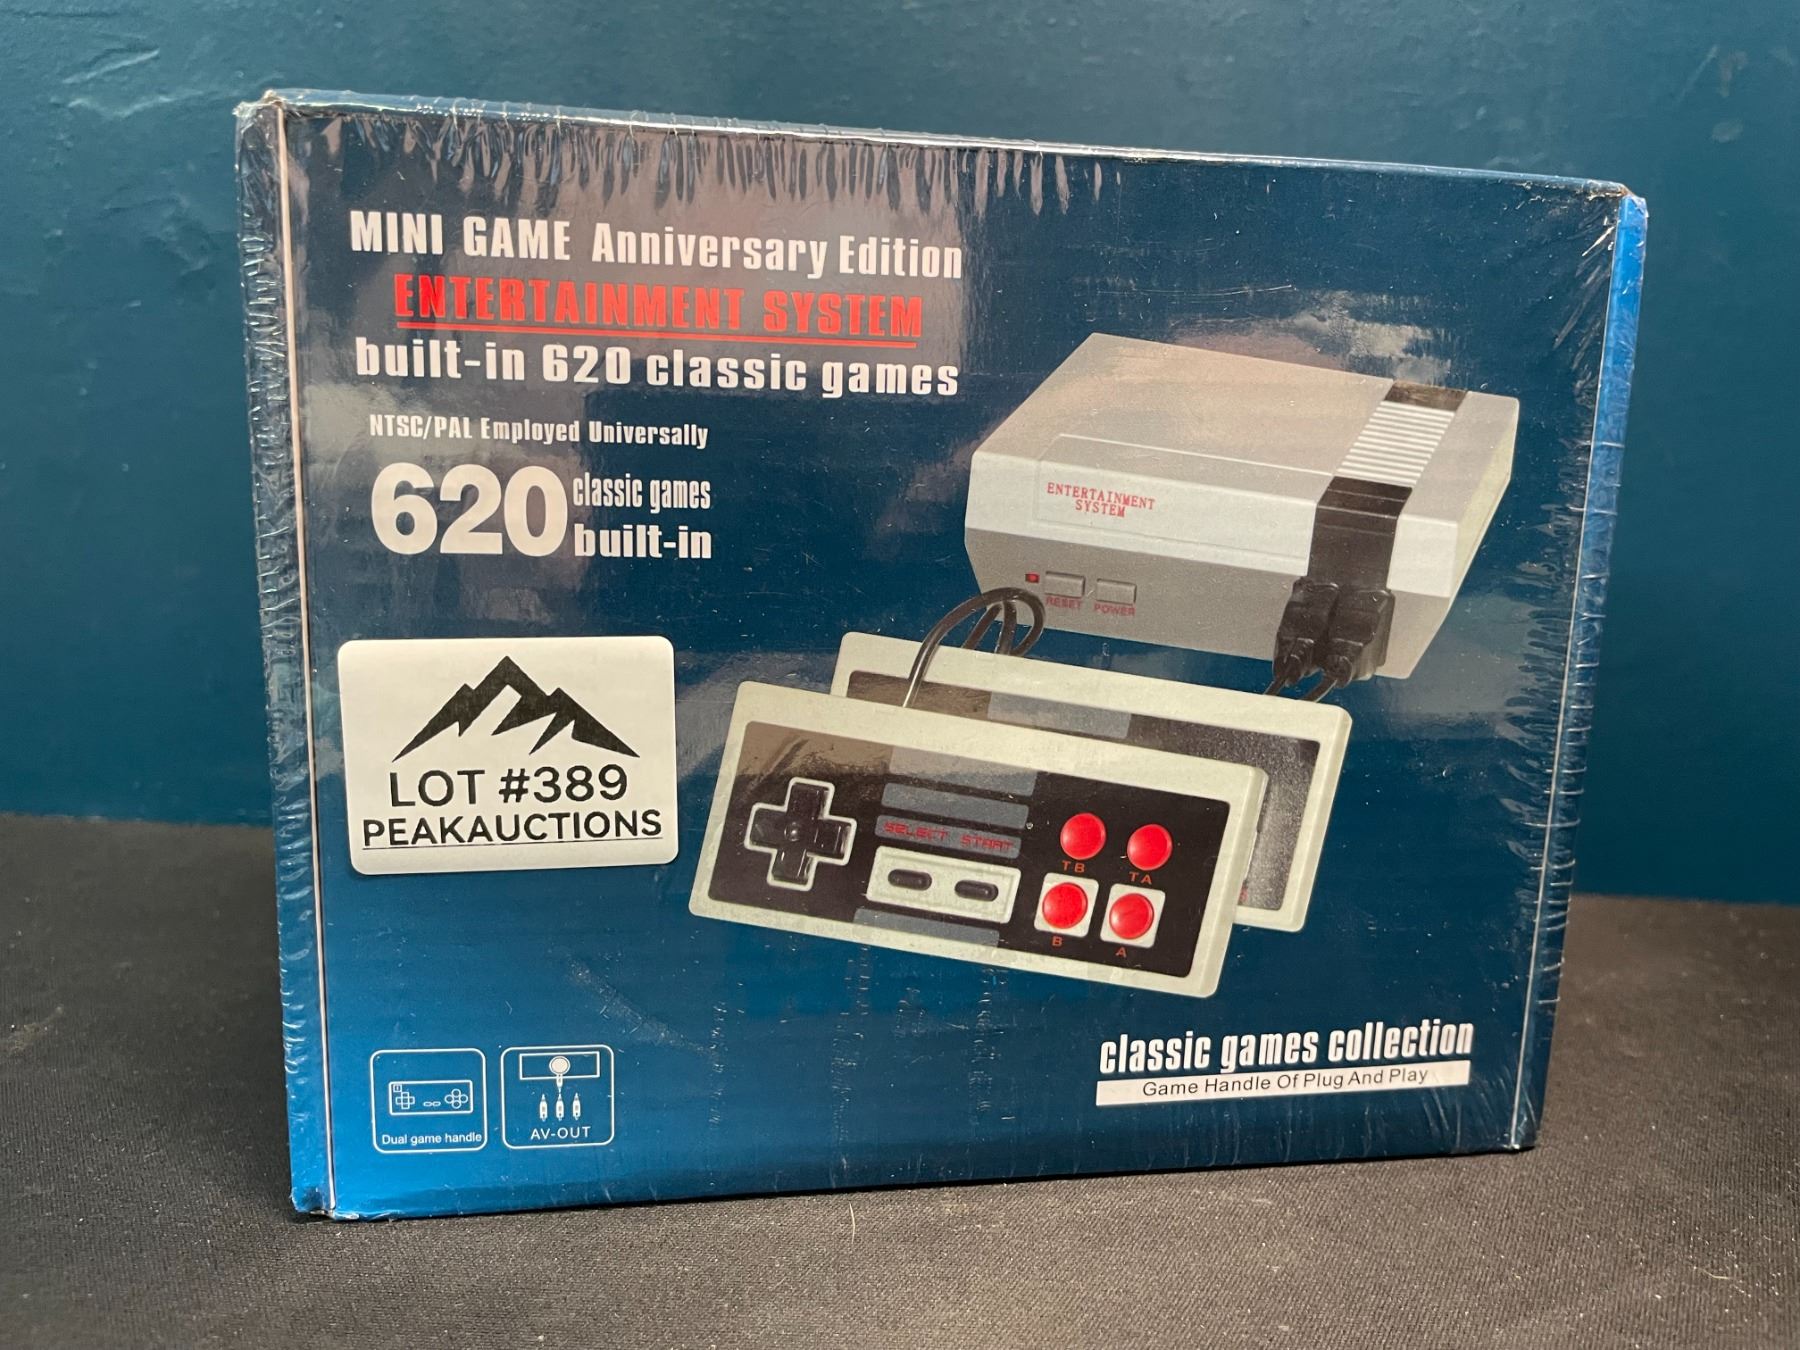 MINI GAME Anniversary Edition
ENTERTAINMENT SYSTEM
built-in 620 classic games
NTSC/PAL Employed Universally
620 classic games
built-in
ENTERTAINMENT
SYSTEM
RESET POWER
LOT #389
PEAKAUCTIONS
SELECT START
TB TA
B A
Dual game handle
AV-OUT
classic games collection
Game Handle Of Plug And Play